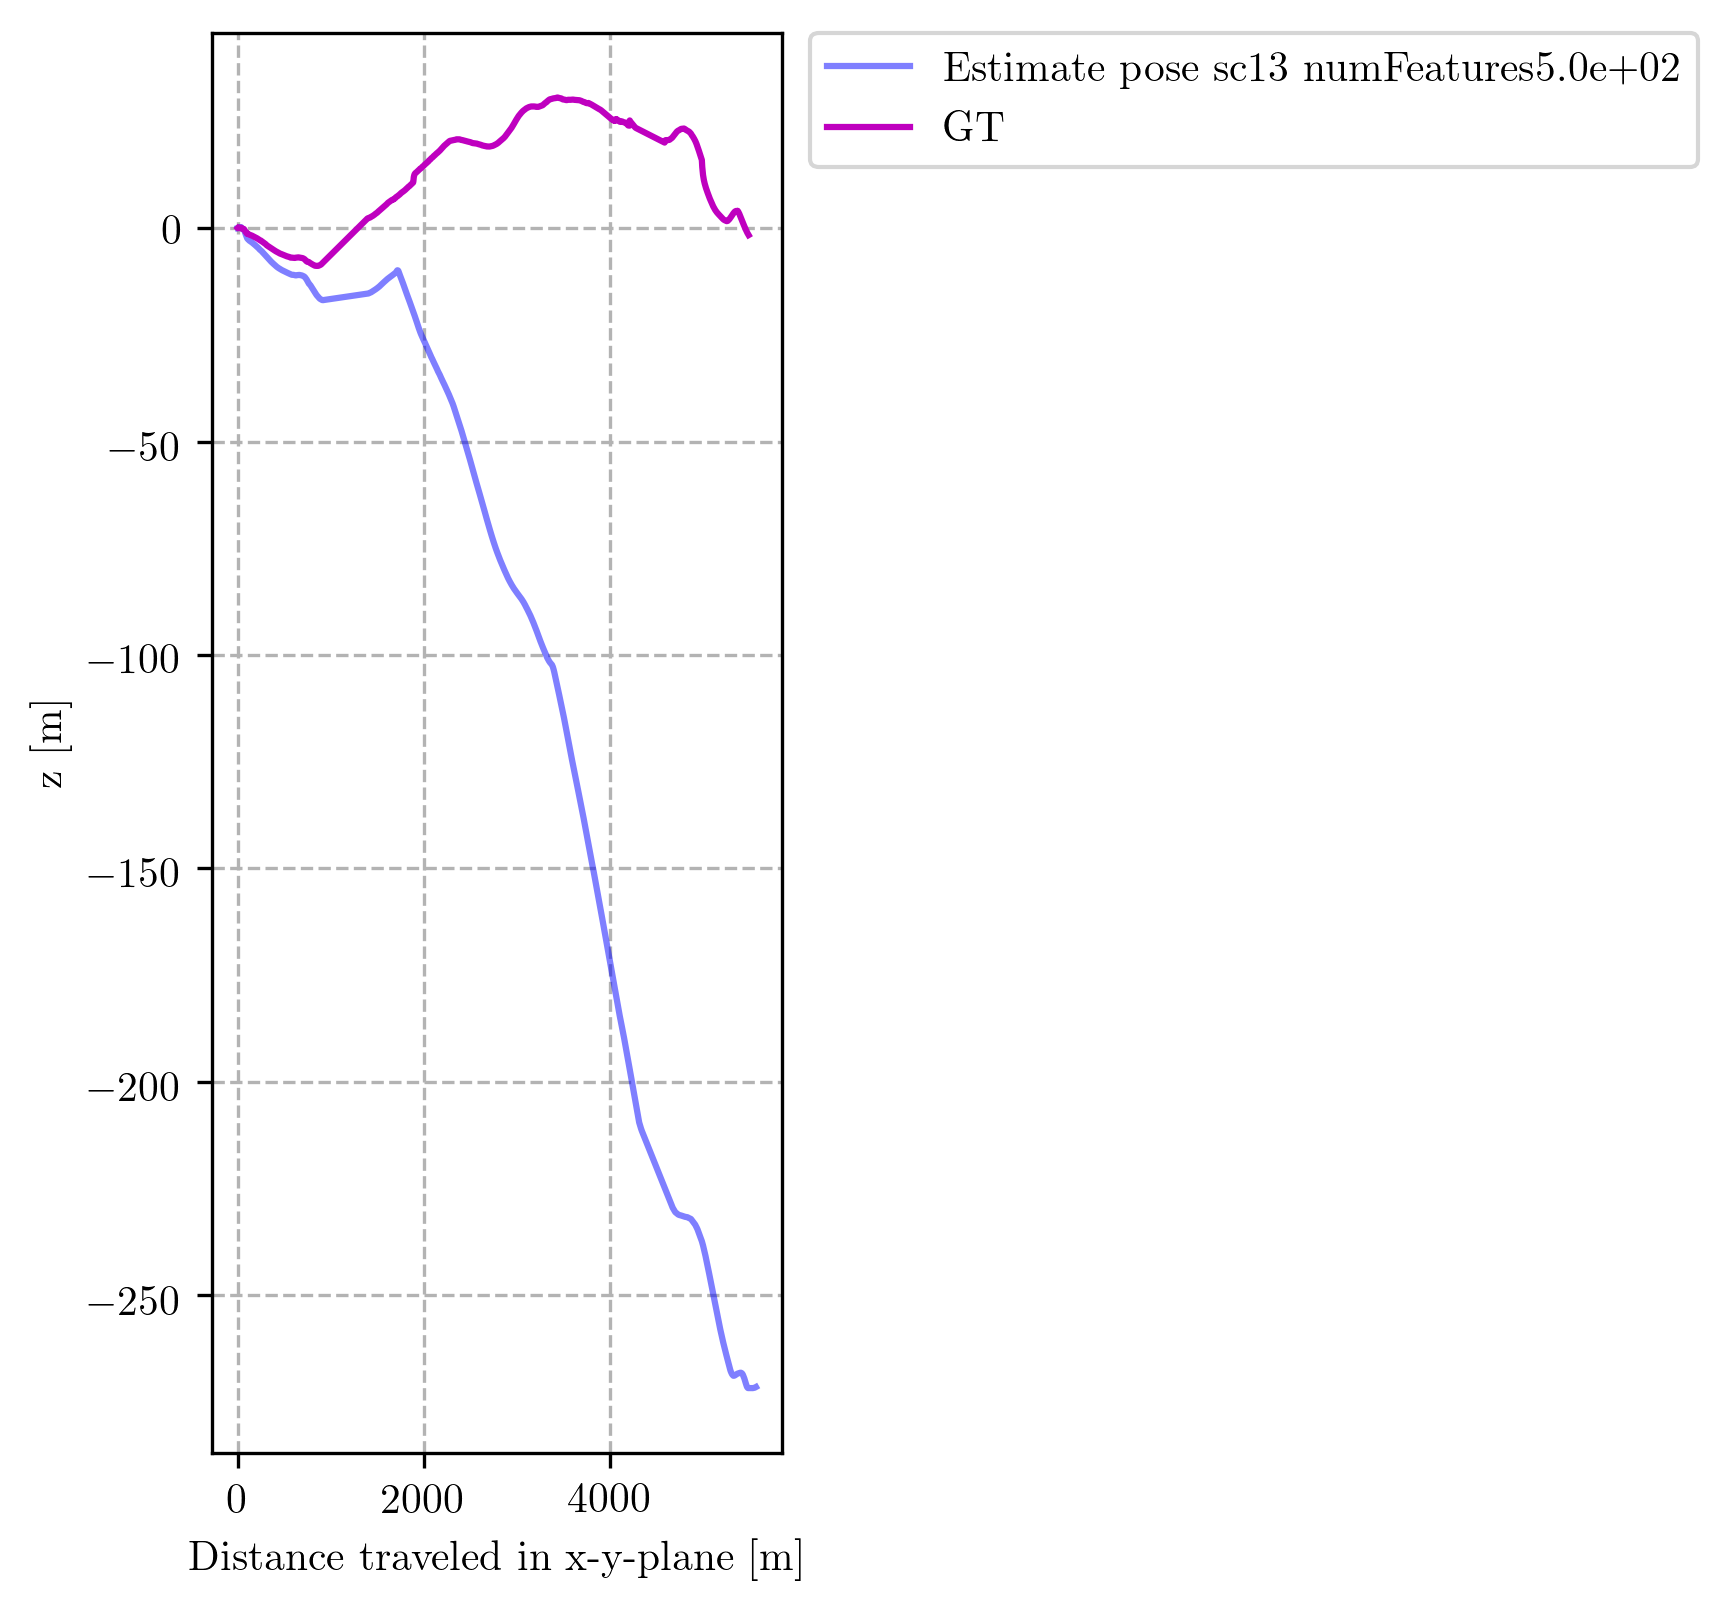 Estimate pose sc13 numFeatures5.0e+02
GT
0
−50
−100
−150
−200
−250
z [m]
0 2000 4000
Distance traveled in x-y-plane [m]